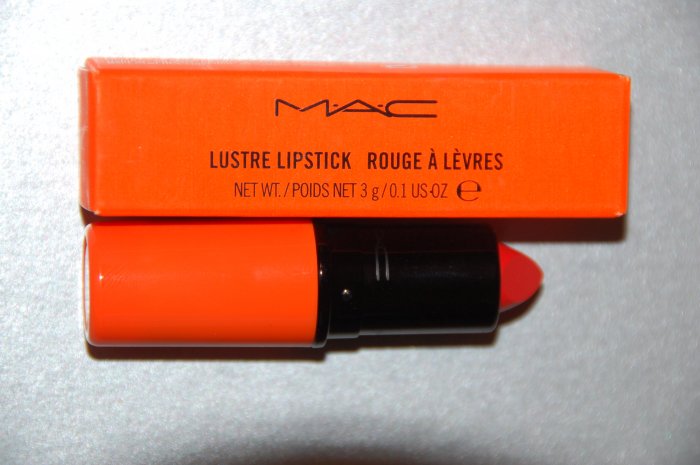 M·A·C
LUSTRE LIPSTICK ROUGE À LÈVRES
NET WT./POIDS NET 3 g/0.1 US-OZ ℮